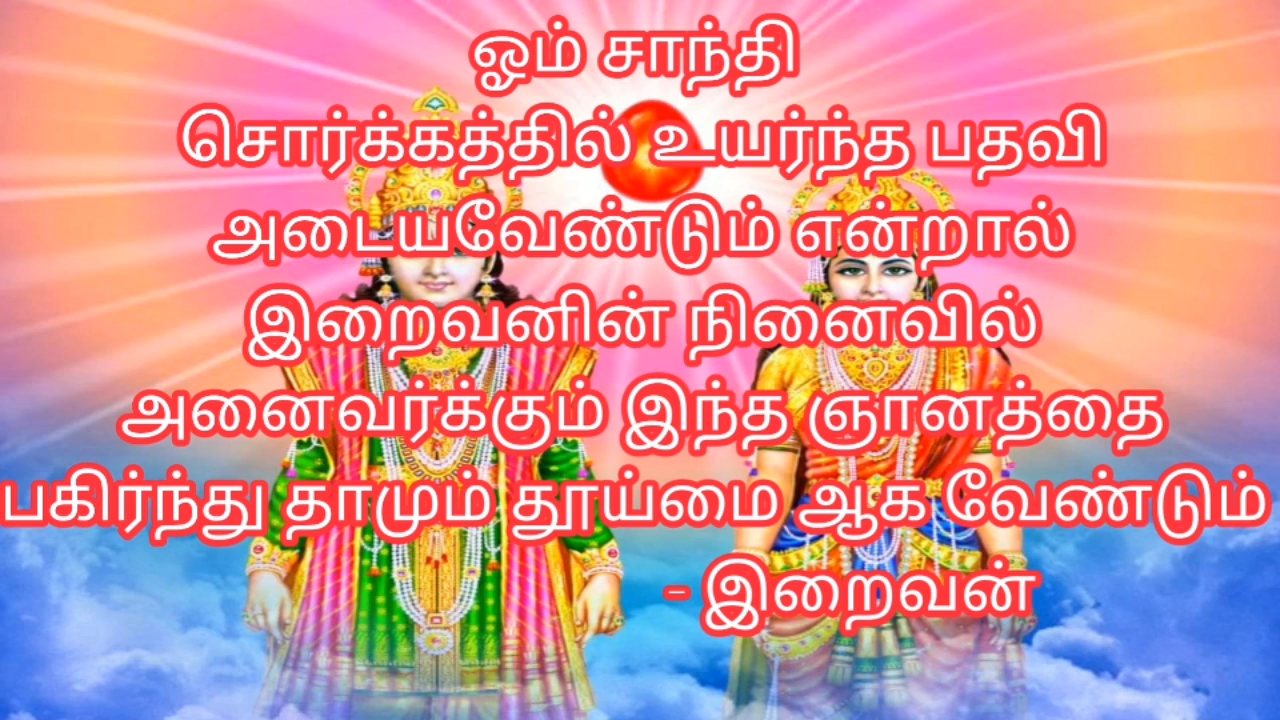 ஓம் சாந்தி
சொர்க்கத்தில் உயர்ந்த பதவி
அடையவேண்டும் என்றால்
இறைவனின் நினைவில்
அனைவர்க்கும் இந்த ஞானத்தை
பகிர்ந்து தாமும் தூய்மை ஆக வேண்டும்
- இறைவன்